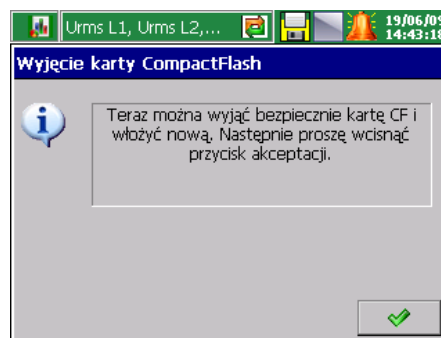 Urms L1, Urms L2,...
19/06/09
14:43:18
Wyjęcie karty CompactFlash
Teraz można wyjąć bezpiecznie kartę CF i
włożyć nową. Następnie proszę wcisnąć
przycisk akceptacji.